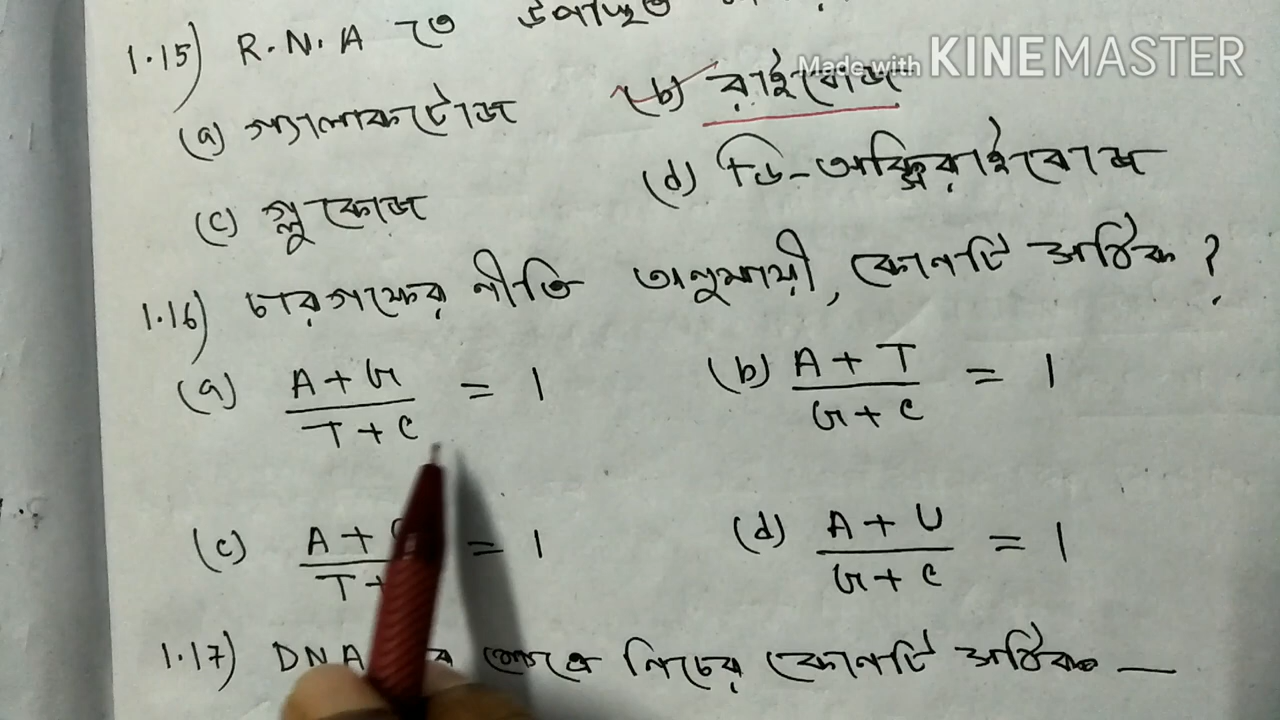 1.15) R.N.A তে
Made with KINEMASTER
(a) গ্যালাকটোজ (b) রাইবোজ
(c) গ্লুকোজ (d) ডি-অক্সিরাইবোজ
1.16) চারগাফের নীতি অনুযায়ী, কোনটি সঠিক ?
(a) A + G / T + C = 1 (b) A + T / G + C = 1
(c) A + / T + = 1 (d) A + U / G + C = 1
1.17) DNA নিচের কোনটি সঠিক —